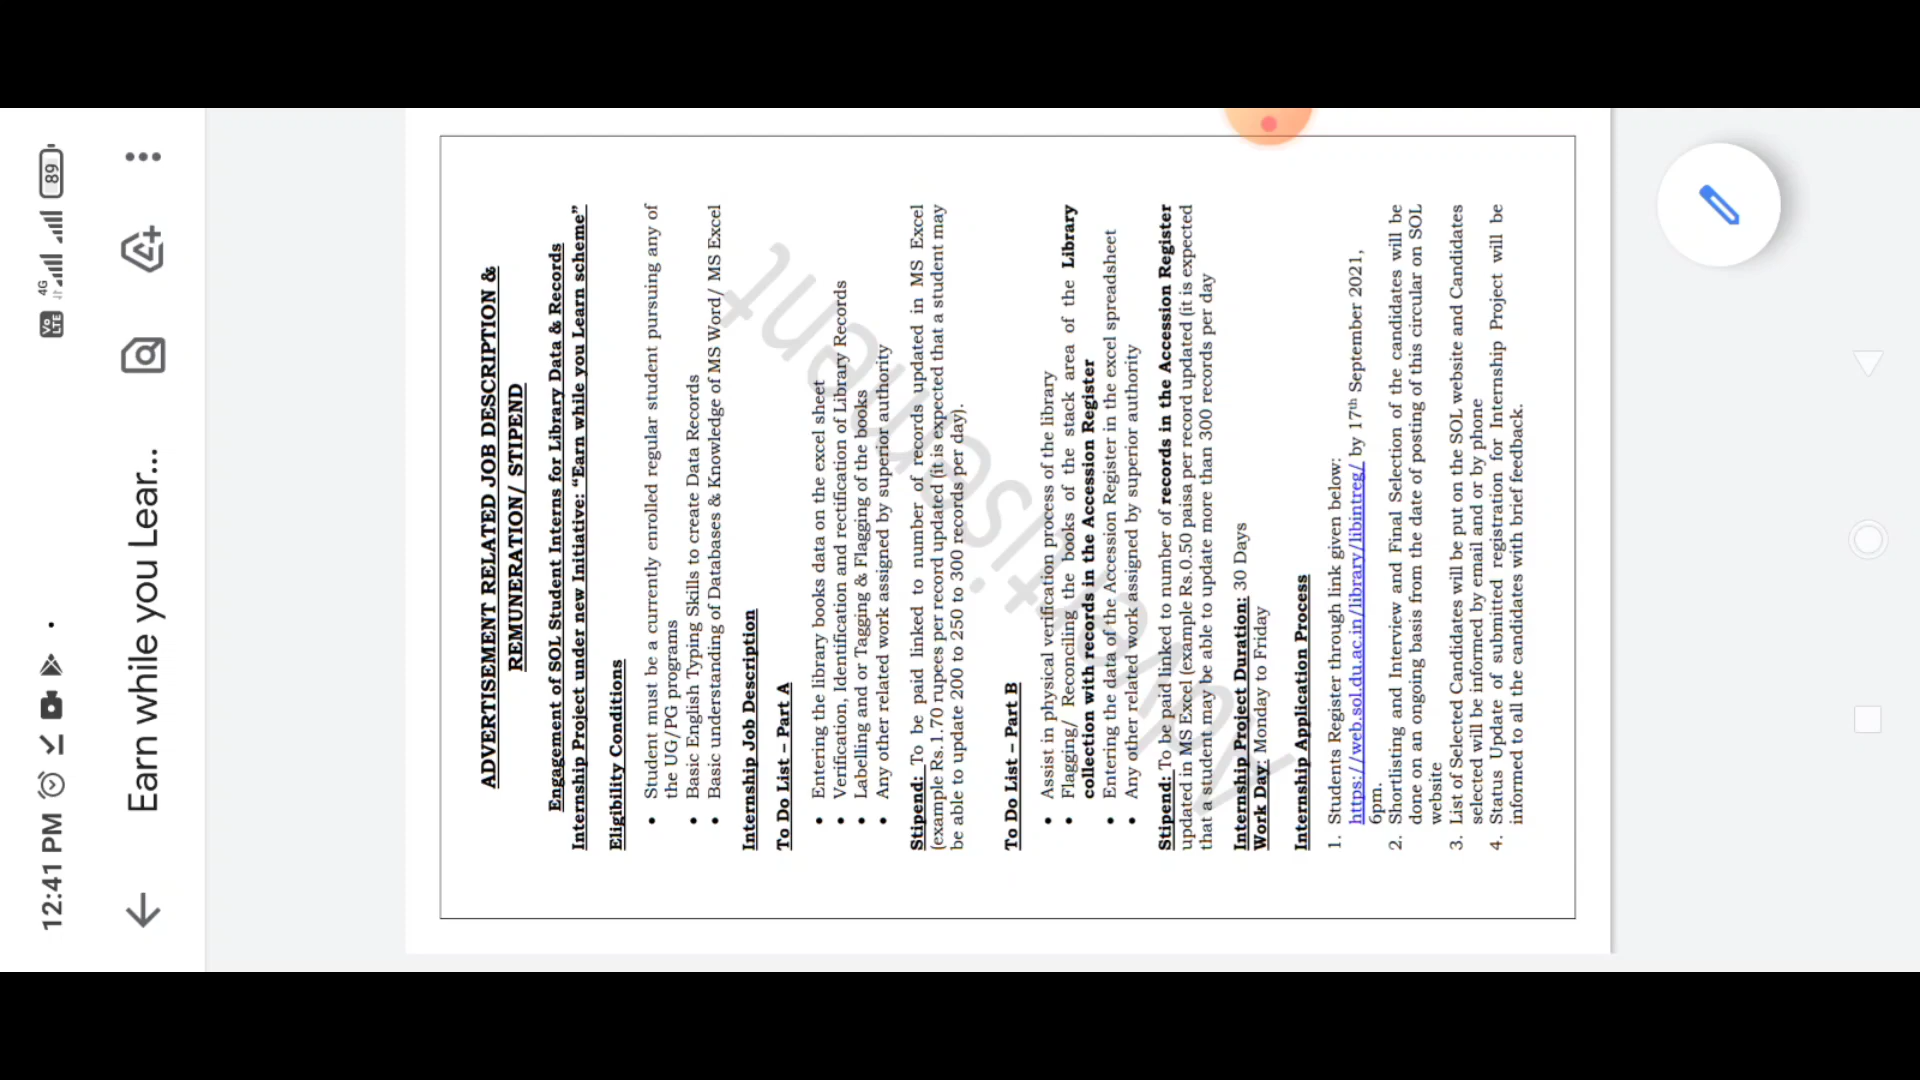 12:41 PM
4G
Vo LTE
89
Earn while you Lear...
ADVERTISEMENT RELATED JOB DESCRIPTION &
REMUNERATION/ STIPEND
Engagement of SOL Student Interns for Library Data & Records
Internship Project under new Initiative: “Earn while you Learn scheme”
Eligibility Conditions
• Student must be a currently enrolled regular student pursuing any of
the UG/PG programs
• Basic English Typing Skills to create Data Records
• Basic understanding of Databases & Knowledge of MS Word/ MS Excel
Internship Job Description
To Do List – Part A
• Entering the library books data on the excel sheet
• Verification, Identification and rectification of Library Records
• Labelling and or Tagging & Flagging of the books
• Any other related work assigned by superior authority
Stipend: To be paid linked to number of records updated in MS Excel
(example Rs.1.70 rupees per record updated (it is expected that a student may
be able to update 200 to 250 to 300 records per day).
To Do List – Part B
• Assist in physical verification process of the library
• Flagging/ Reconciling the books of the stack area of the Library
collection with records in the Accession Register
• Entering the data of the Accession Register in the excel spreadsheet
• Any other related work assigned by superior authority
Stipend: To be paid linked to number of records in the Accession Register
updated in MS Excel (example Rs.0.50 paisa per record updated (it is expected
that a student may be able to update more than 300 records per day
Internship Project Duration: 30 Days
Work Day: Monday to Friday
Internship Application Process
1. Students Register through link given below:
https://web.sol.du.ac.in/library/libintreg/ by 17th September 2021,
6pm.
2. Shortlisting and Interview and Final Selection of the candidates will be
done on an ongoing basis from the date of posting of this circular on SOL
website
3. List of Selected Candidates will be put on the SOL website and Candidates
selected will be informed by email and or by phone
4. Status Update of submitted registration for Internship Project will be
informed to all the candidates with brief feedback.